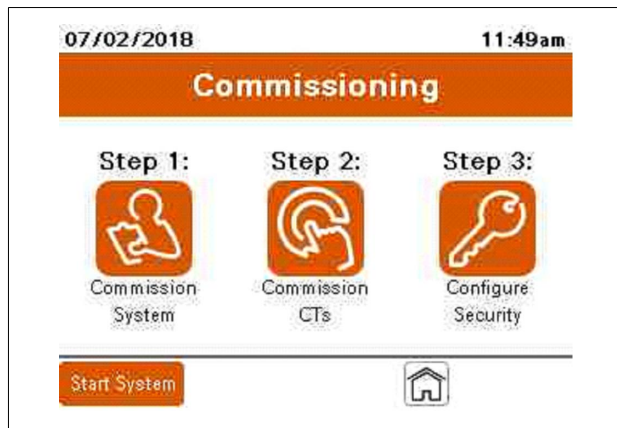 07/02/2018 11:49am
Commissioning
Step 1: Step 2: Step 3:
Commission Commission Configure
System CTs Security
Start System